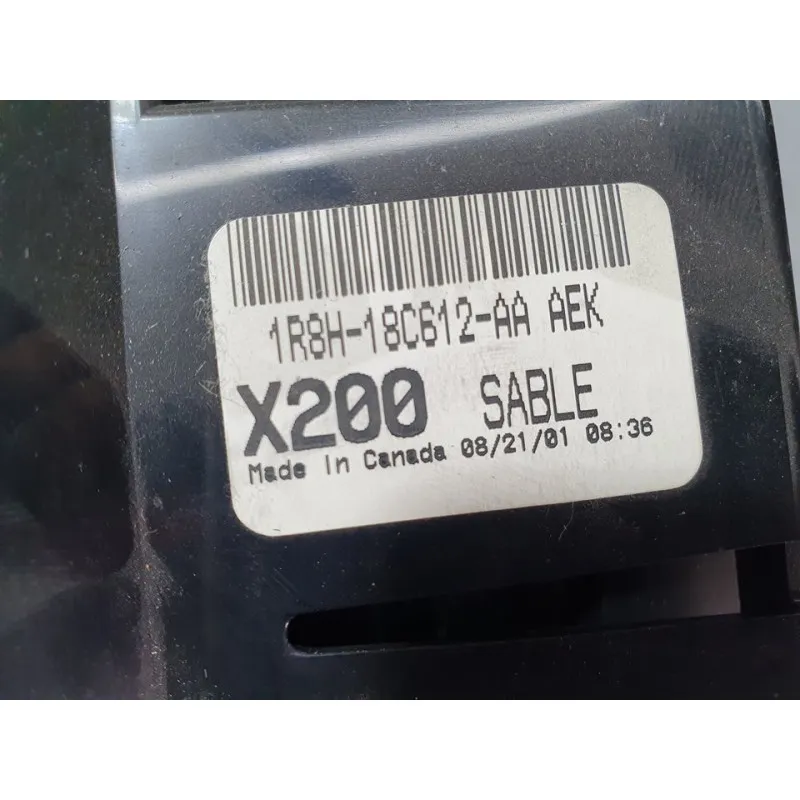 1R8H-18C612-AA AEK
X200 SABLE
Made In Canada 08/21/01 08:36